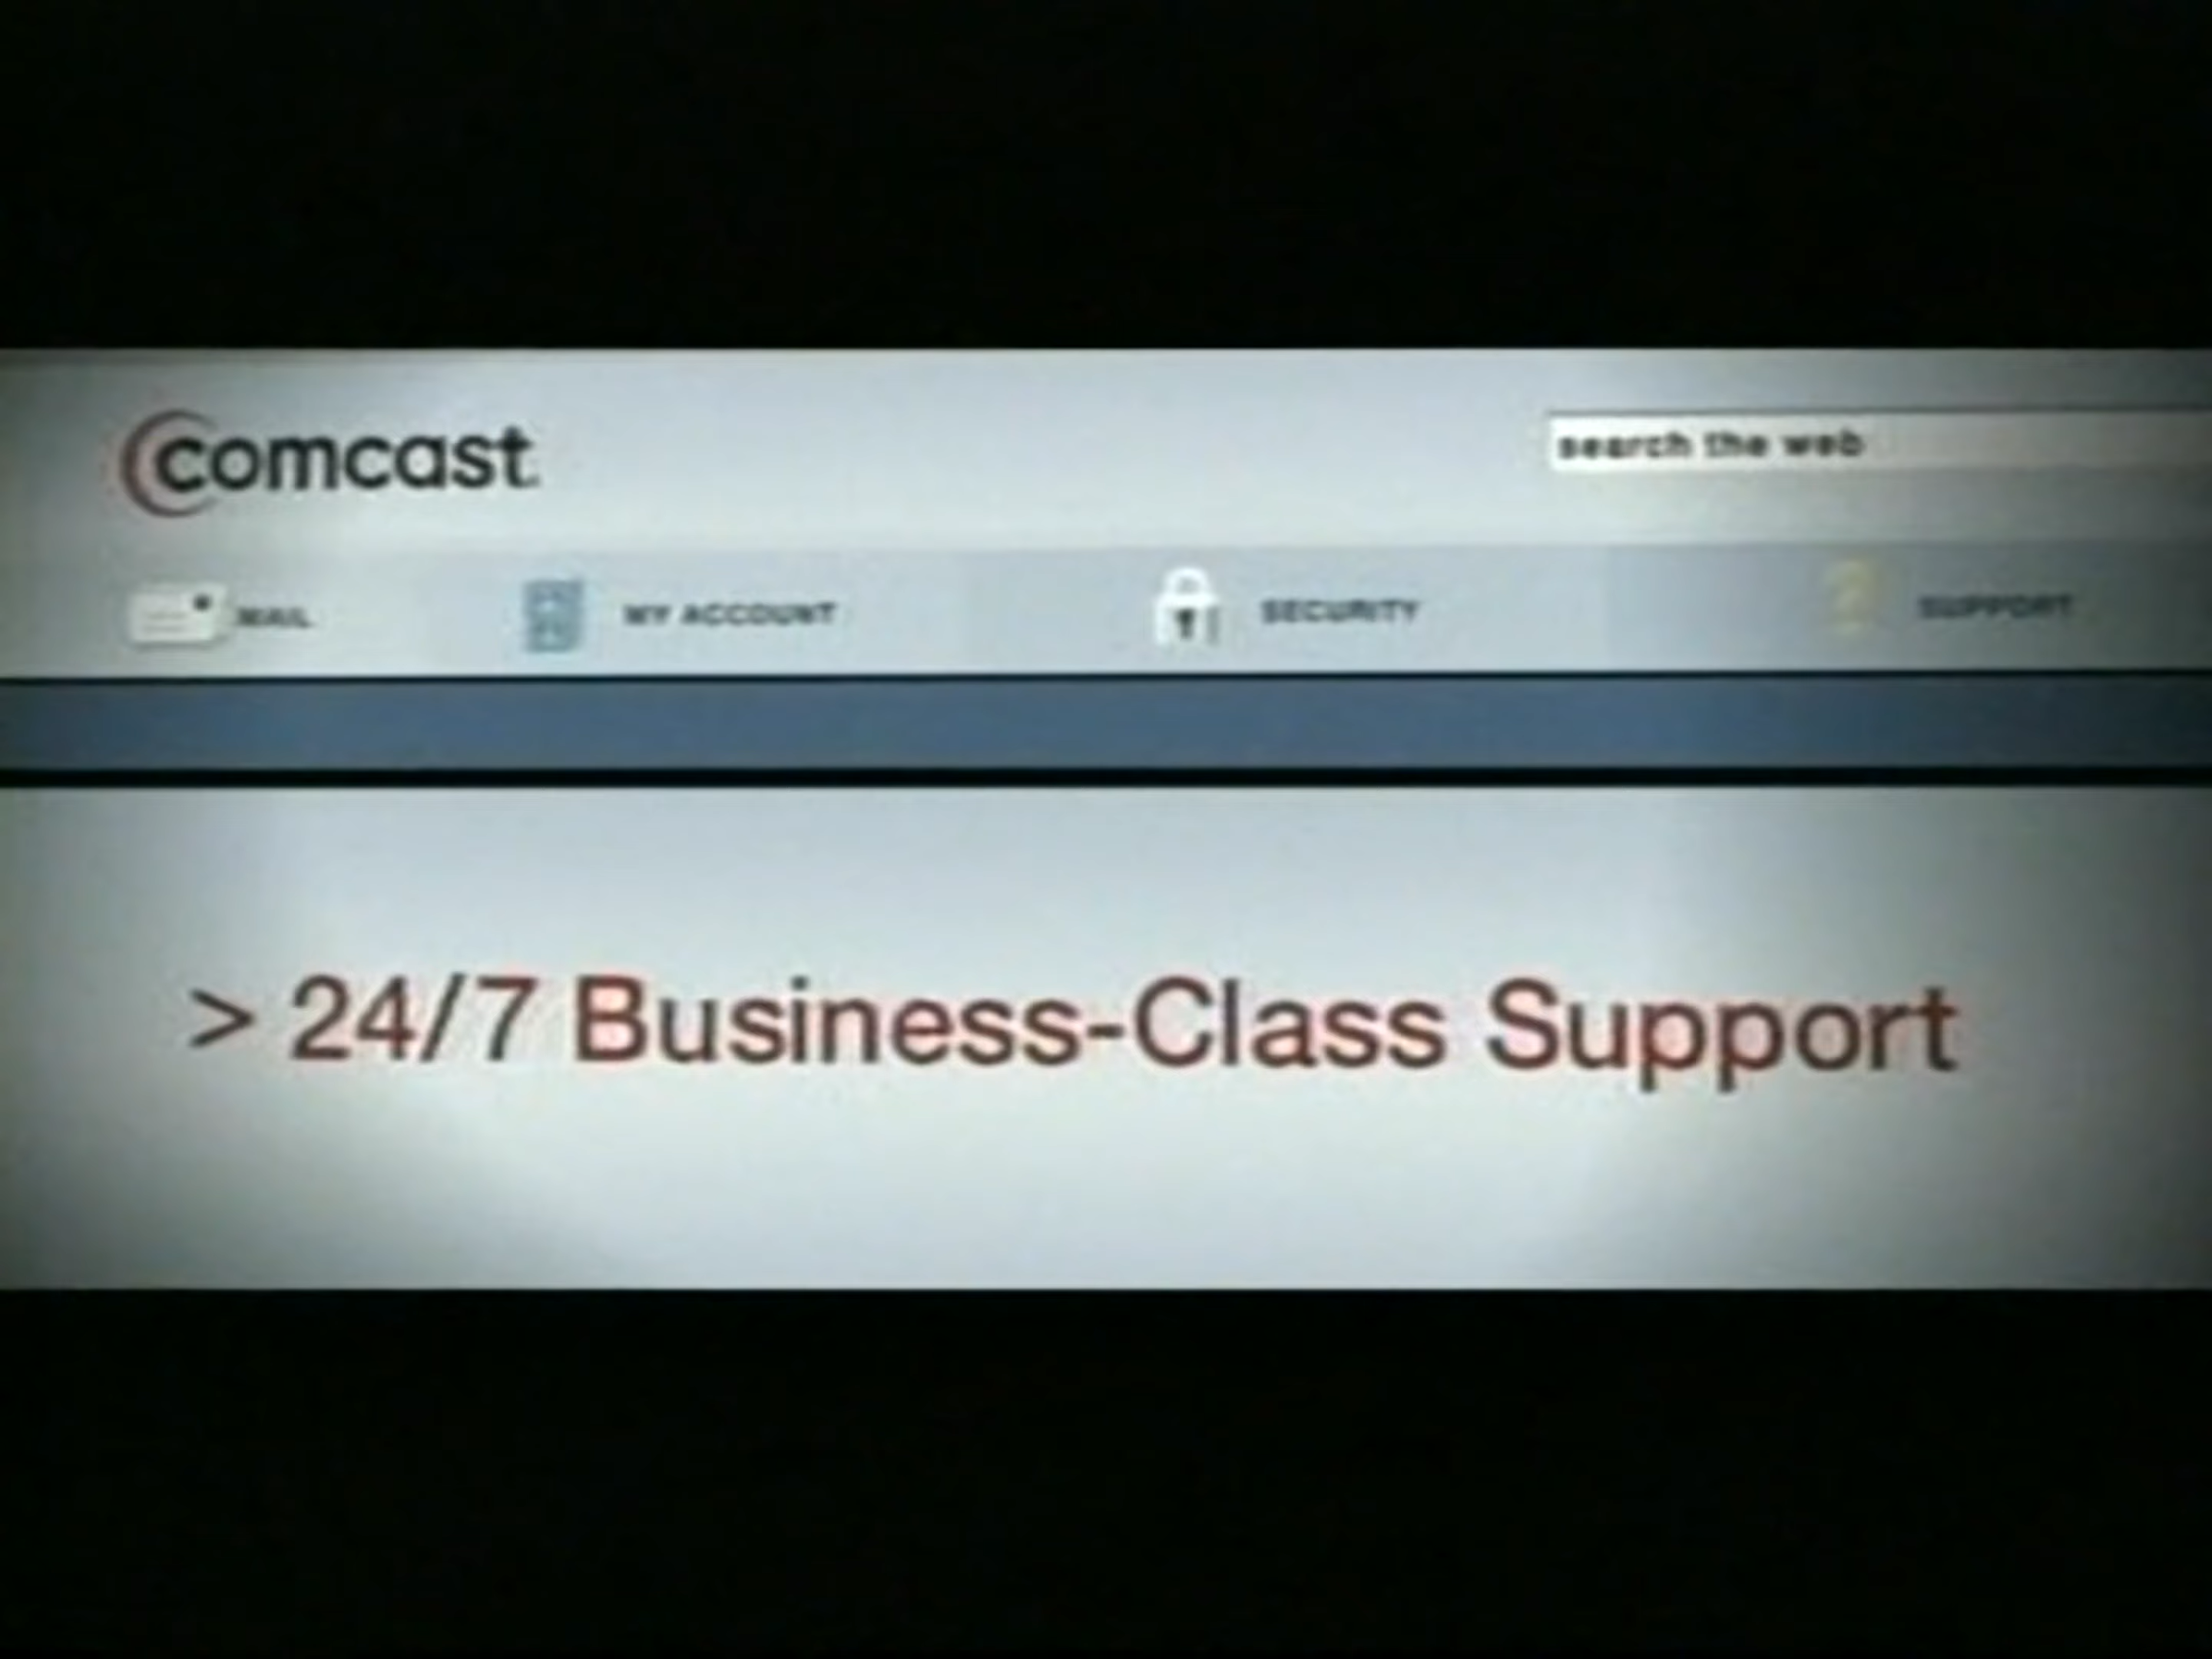 comcast.
search the web
MAIL
MY ACCOUNT
SECURITY
SUPPORT
> 24/7 Business-Class Support